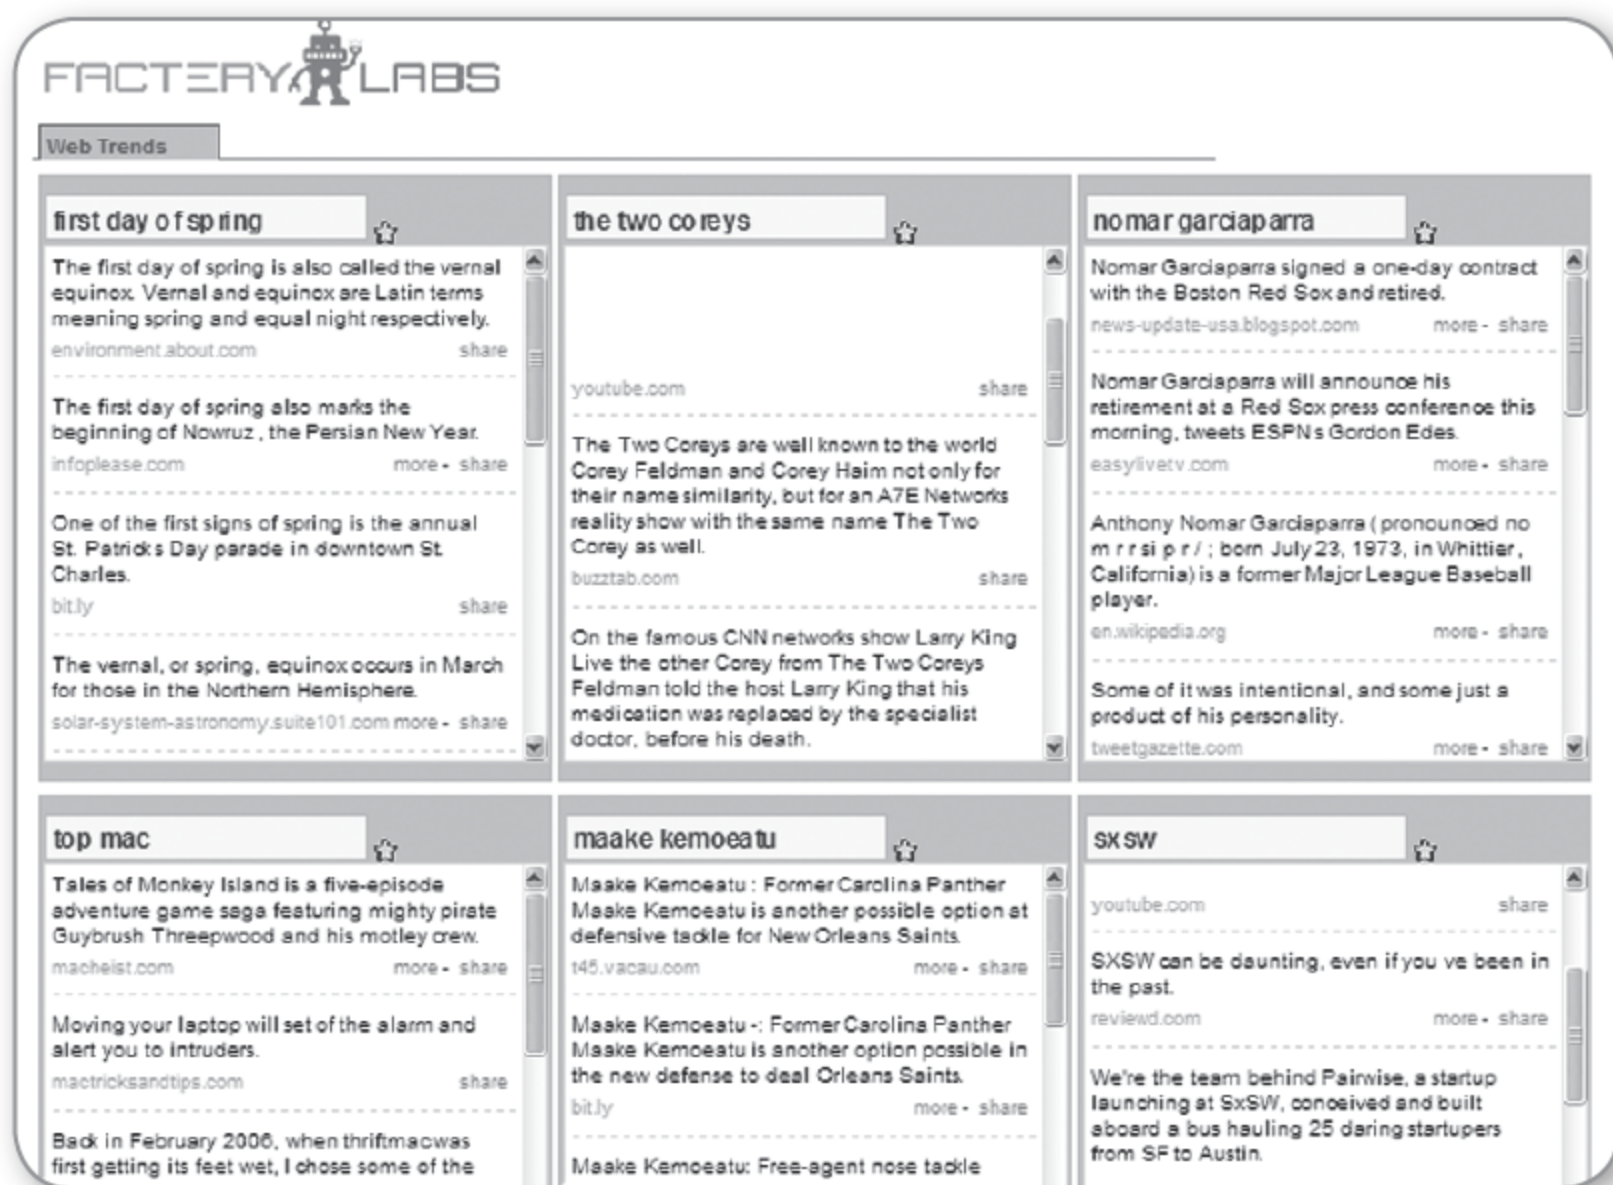 FACTERY LABS
Web Trends
first day of spring
The first day of spring is also called the vernal
equinox. Vernal and equinox are Latin terms
meaning spring and equal night respectively.
environment.about.com share
The first day of spring also marks the
beginning of Nowruz , the Persian New Year.
infoplease.com more - share
One of the first signs of spring is the annual
St. Patricks Day parade in downtown St.
Charles.
bit.ly share
The vernal, or spring, equinox occurs in March
for those in the Northern Hemisphere.
solar-system-astronomy.suite101.com more - share
the two coreys
youtube.com share
The Two Coreys are well known to the world
Corey Feldman and Corey Haim not only for
their name similarity, but for an A7E Networks
reality show with the same name The Two
Corey as well.
buzztab.com share
On the famous CNN networks show Larry King
Live the other Corey from The Two Coreys
Feldman told the host Larry King that his
medication was replaced by the specialist
doctor, before his death.
nomar garciaparra
Nomar Garciaparra signed a one-day contract
with the Boston Red Sox and retired.
news-update-usa.blogspot.com more - share
Nomar Garciaparra will announce his
retirement at a Red Sox press conference this
morning, tweets ESPNs Gordon Edes.
easylivetv.com more - share
Anthony Nomar Garciaparra ( pronounced no
m r r si p r / ; born July 23, 1973, in Whittier ,
California) is a former Major League Baseball
player.
en.wikipedia.org more - share
Some of it was intentional, and some just a
product of his personality.
tweetgazette.com more - share
top mac
Tales of Monkey Island is a five-episode
adventure game saga featuring mighty pirate
Guybrush Threepwood and his motley crew.
macheist.com more - share
Moving your laptop will set of the alarm and
alert you to intruders.
mactricksandtips.com share
Back in February 2006, when thriftmac was
first getting its feet wet, I chose some of the
maake kemoeatu
Maake Kemoeatu : Former Carolina Panther
Maake Kemoeatu is another possible option at
defensive tackle for New Orleans Saints.
t45.vacau.com more - share
Maake Kemoeatu -: Former Carolina Panther
Maake Kemoeatu is another option possible in
the new defense to deal Orleans Saints.
bit.ly more - share
Maake Kemoeatu: Free-agent nose tackle
sxsw
youtube.com share
SXSW can be daunting, even if you ve been in
the past.
reviewd.com more - share
We're the team behind Pairwise, a startup
launching at SxSW, conceived and built
aboard a bus hauling 25 daring startupers
from SF to Austin.